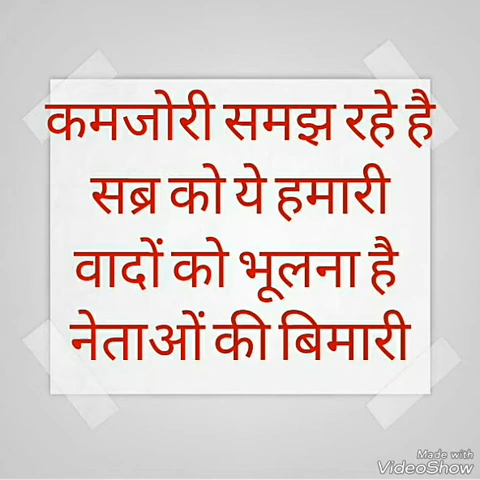 कमजोरी समझ रहे है
सब्र को ये हमारी
वादों को भूलना है
नेताओं की बिमारी
Made with
VideoShow